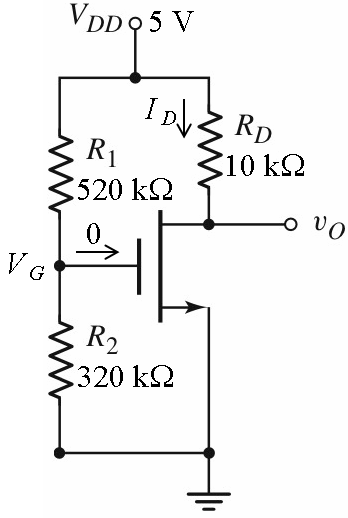 V_DD 5 V
I_D
R_D
10 kΩ
R_1
520 kΩ
0
V_G
v_O
R_2
320 kΩ